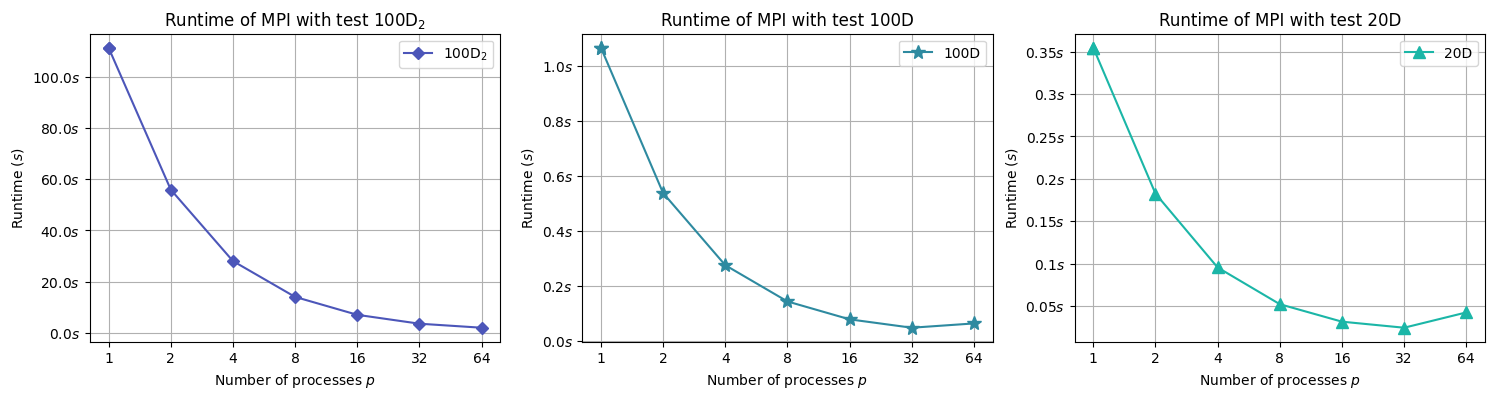 Runtime of MPI with test 100D₂
100D₂
100.0s
80.0s
60.0s
40.0s
20.0s
0.0s
Runtime (s)
1 2 4 8 16 32 64
Number of processes p
Runtime of MPI with test 100D
100D
1.0s
0.8s
0.6s
0.4s
0.2s
0.0s
Runtime (s)
1 2 4 8 16 32 64
Number of processes p
Runtime of MPI with test 20D
20D
0.35s
0.3s
0.25s
0.2s
0.15s
0.1s
0.05s
Runtime (s)
1 2 4 8 16 32 64
Number of processes p